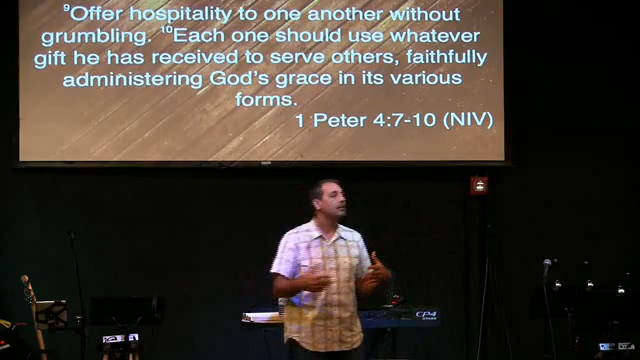 ⁹Offer hospitality to one another without
grumbling. ¹⁰Each one should use whatever
gift he has received to serve others, faithfully
administering God's grace in its various
forms.
1 Peter 4:7-10 (NIV)
CP4